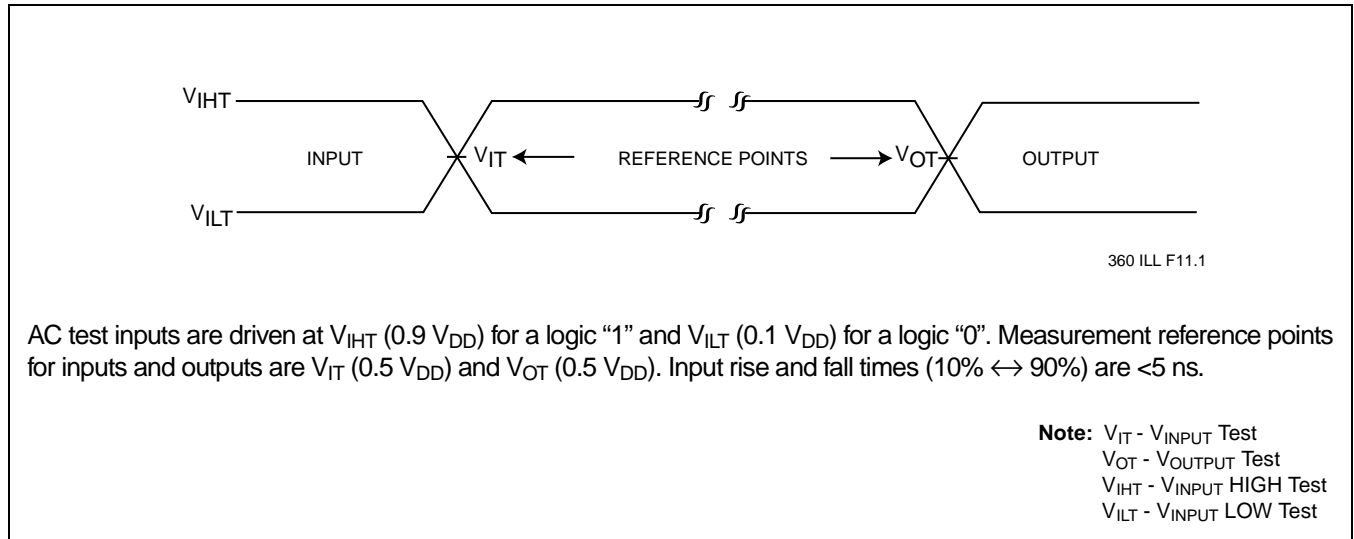 VIHT
INPUT VIT REFERENCE POINTS VOT OUTPUT
VILT
360 ILL F11.1
AC test inputs are driven at VIHT (0.9 VDD) for a logic “1” and VILT (0.1 VDD) for a logic “0”. Measurement reference points
for inputs and outputs are VIT (0.5 VDD) and VOT (0.5 VDD). Input rise and fall times (10% ↔ 90%) are <5 ns.
Note: VIT - VINPUT Test
VOT - VOUTPUT Test
VIHT - VINPUT HIGH Test
VILT - VINPUT LOW Test